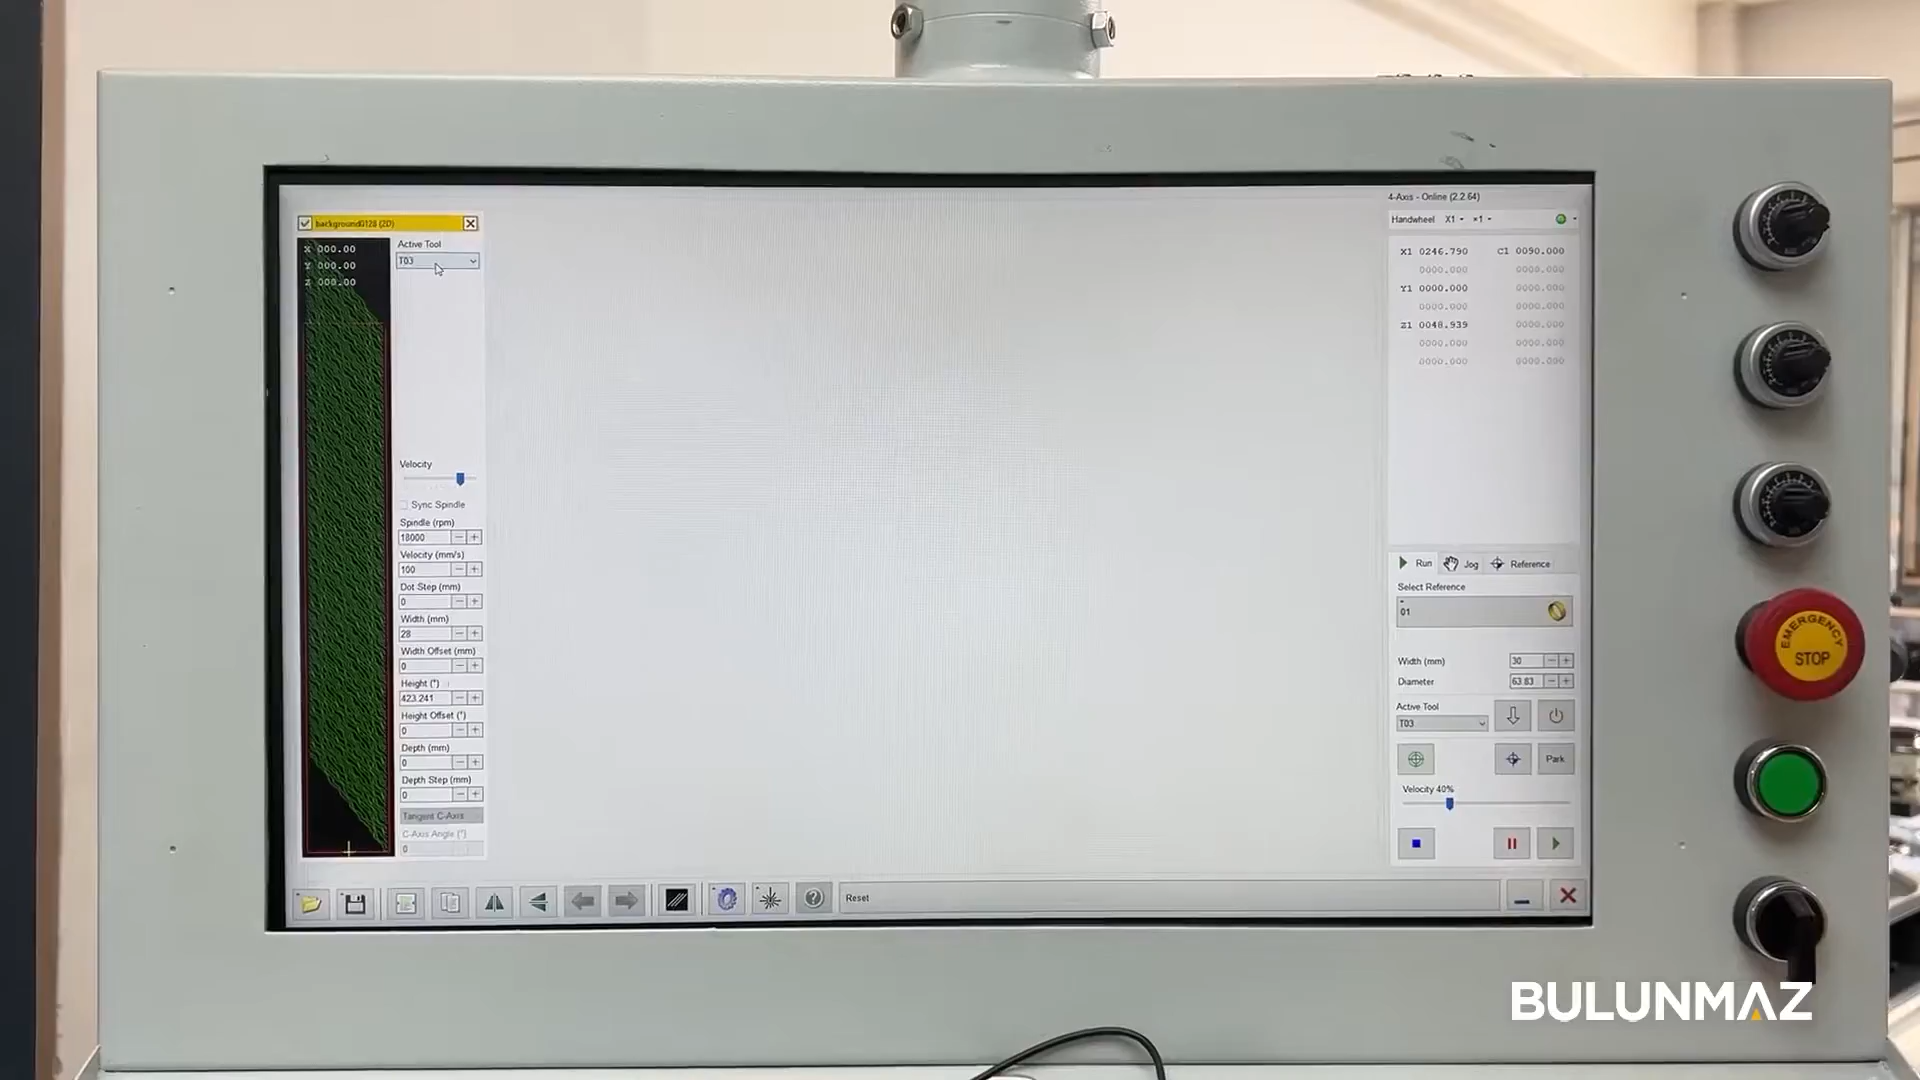 4-Axis - Online (2.2.64)
background0128 (2D)
Handwheel X1 ×1
X 000.00
Y 000.00
Z 000.00
Active Tool
T03
X1 0246.790 C1 0090.000
0000.000 0000.000
Y1 0000.000 0000.000
0000.000 0000.000
Z1 0048.939 0000.000
0000.000 0000.000
0000.000 0000.000
Velocity
Sync Spindle
Spindle (rpm)
18000
Velocity (mm/s)
100
Dot Step (mm)
0
Width (mm)
28
Width Offset (mm)
0
Height (°)
423.241
Height Offset (°)
0
Depth (mm)
0
Depth Step (mm)
0
Tangent C-Axis
C-Axis Angle (°)
0
Run Jog Reference
Select Reference
01
Width (mm) 30
Diameter 63.83
Active Tool
T03
Park
Velocity 40%
Reset
EMERGENCY
STOP
BULUNMAZ